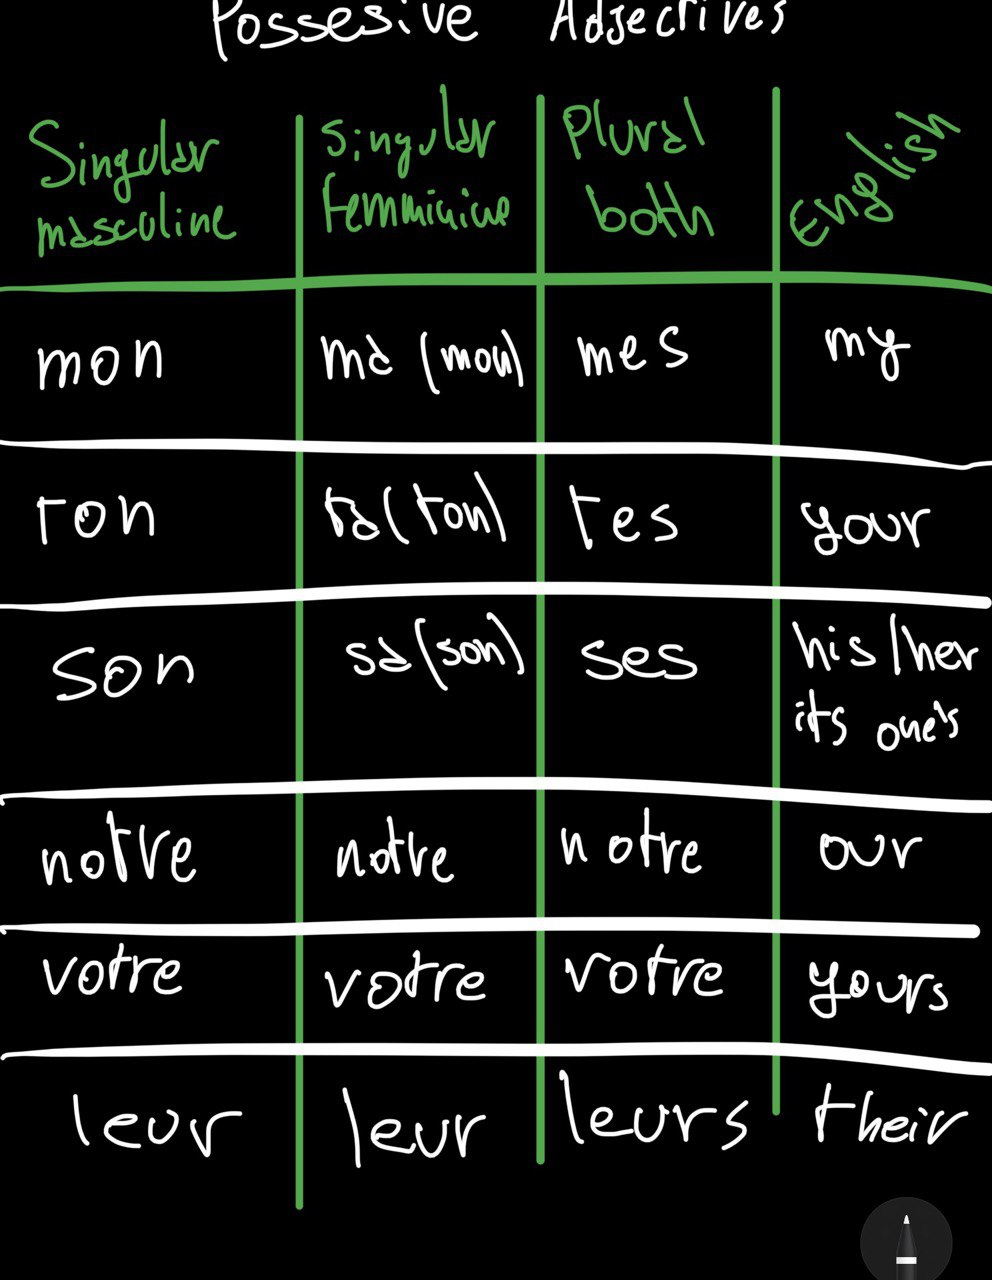 Possesive Adjectives
Singular masculine | singular femminine | Plural both | English
mon | ma (mon) | mes | my
ton | ta (ton) | tes | your
son | sa (son) | ses | his/her its one's
notre | notre | notre | our
votre | votre | votre | yours
leur | leur | leurs | their